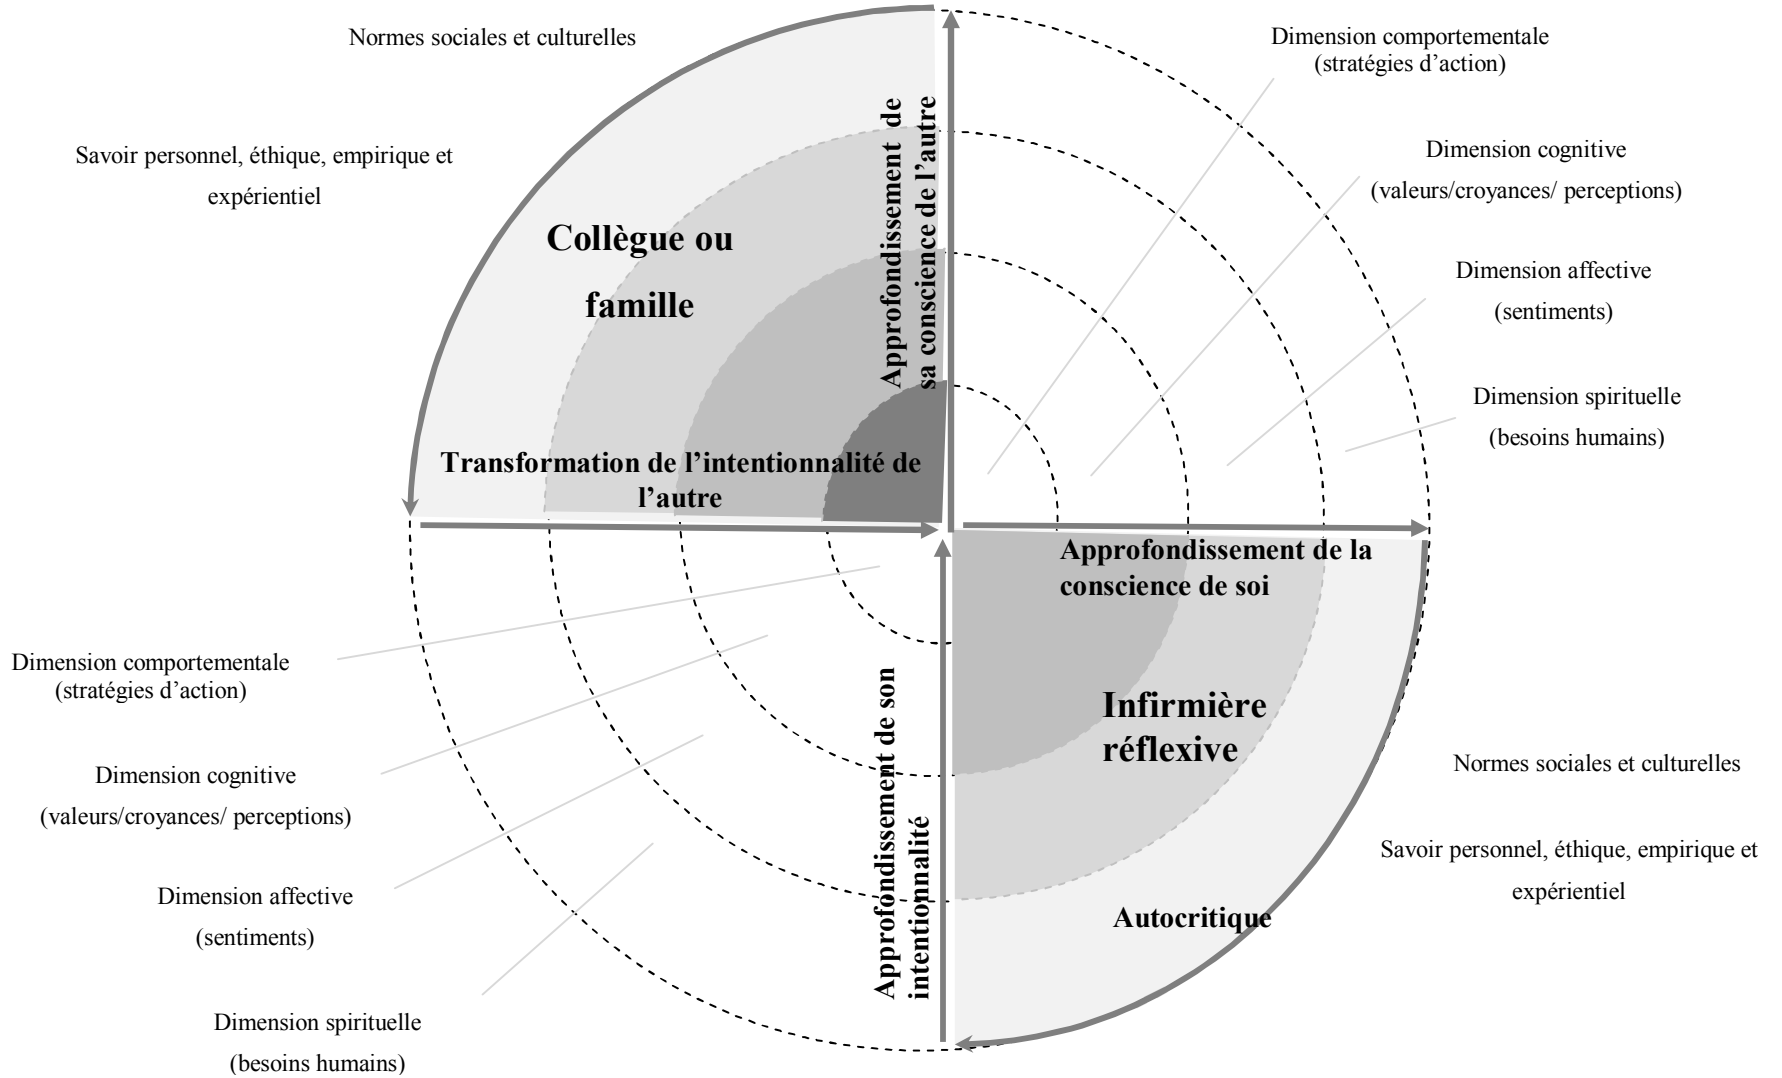 Normes sociales et culturelles
Savoir personnel, éthique, empirique et
expérientiel
Collègue ou
famille
Approfondissement de
sa conscience de l’autre
Transformation de l’intentionnalité de
l’autre
Dimension comportementale
(stratégies d’action)
Dimension cognitive
(valeurs/croyances/ perceptions)
Dimension affective
(sentiments)
Dimension spirituelle
(besoins humains)
Approfondissement de la
conscience de soi
Infirmière
réflexive
Autocritique
Normes sociales et culturelles
Savoir personnel, éthique, empirique et
expérientiel
Approfondissement de son
intentionnalité
Dimension comportementale
(stratégies d’action)
Dimension cognitive
(valeurs/croyances/ perceptions)
Dimension affective
(sentiments)
Dimension spirituelle
(besoins humains)